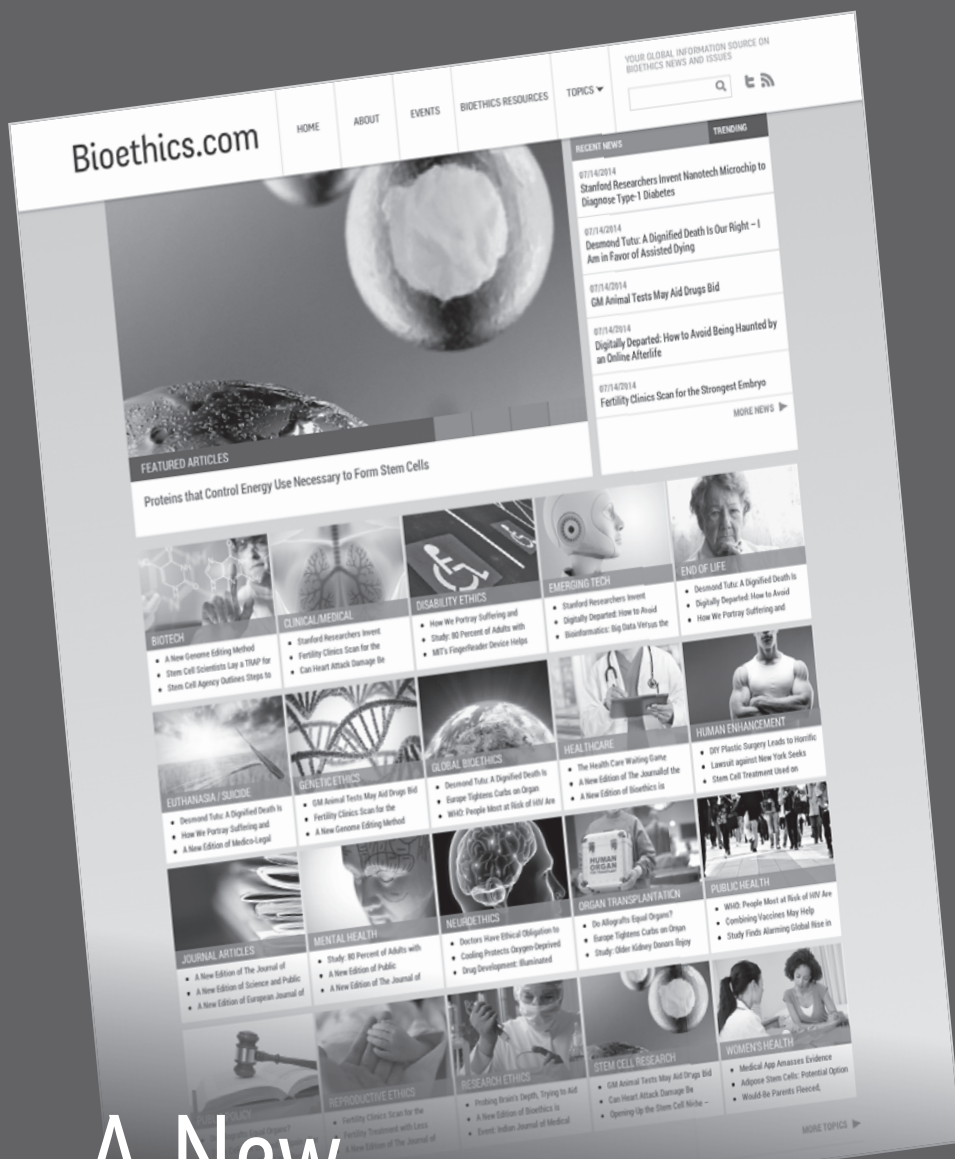 Bioethics.com
HOME
ABOUT
EVENTS
BIOETHICS RESOURCES
TOPICS
YOUR GLOBAL INFORMATION SOURCE ON
BIOETHICS NEWS AND ISSUES
RECENT NEWS
TRENDING
07/14/2014
Stanford Researchers Invent Nanotech Microchip to
Diagnose Type-1 Diabetes
07/14/2014
Desmond Tutu: A Dignified Death Is Our Right – I
Am in Favor of Assisted Dying
07/14/2014
GM Animal Tests May Aid Drugs Bid
07/14/2014
Digitally Departed: How to Avoid Being Haunted by
an Online Afterlife
07/14/2014
Fertility Clinics Scan for the Strongest Embryo
MORE NEWS
FEATURED ARTICLES
Proteins that Control Energy Use Necessary to Form Stem Cells
BIOTECH
• A New Genome Editing Method
• Stem Cell Scientists Lay a TRAP for
• Stem Cell Agency Outlines Steps to
CLINICAL/MEDICAL
• Stanford Researchers Invent
• Fertility Clinics Scan for the
• Can Heart Attack Damage Be
DISABILITY ETHICS
• How We Portray Suffering and
• Study: 80 Percent of Adults with
• MIT's FingerReader Device Helps
EMERGING TECH
• Stanford Researchers Invent
• Digitally Departed: How to Avoid
• Bioinformatics: Big Data Versus the
END OF LIFE
• Desmond Tutu: A Dignified Death Is
• Digitally Departed: How to Avoid
• How We Portray Suffering and
EUTHANASIA / SUICIDE
• Desmond Tutu: A Dignified Death Is
• How We Portray Suffering and
• A New Edition of Medico-Legal
GENETIC ETHICS
• GM Animal Tests May Aid Drugs Bid
• Fertility Clinics Scan for the
• A New Genome Editing Method
GLOBAL BIOETHICS
• Desmond Tutu: A Dignified Death Is
• Europe Tightens Curbs on Organ
• WHO: People Most at Risk of HIV Are
HEALTHCARE
• The Health Care Waiting Game
• A New Edition of The Journal of the
• A New Edition of Bioethics is
HUMAN ENHANCEMENT
• DIY Plastic Surgery Leads to Horrific
• Lawsuit against New York Seeks
• Stem Cell Treatment Used on
JOURNAL ARTICLES
• A New Edition of The Journal of
• A New Edition of Science and Public
• A New Edition of European Journal of
MENTAL HEALTH
• Study: 80 Percent of Adults with
• A New Edition of Public
• A New Edition of The Journal of
NEUROETHICS
• Doctors Have Ethical Obligation to
• Cooling Protects Oxygen-Deprived
• Drug Development: Illuminated
HUMAN
ORGAN
ORGAN TRANSPLANTATION
• Do Allografts Equal Organs?
• Europe Tightens Curbs on Organ
• Study: Older Kidney Donors Enjoy
PUBLIC HEALTH
• WHO: People Most at Risk of HIV Are
• Combining Vaccines May Help
• Study Finds Alarming Global Rise in
POLICY
Equal Organs?
REPRODUCTIVE ETHICS
• Fertility Clinics Scan for the
• Fertility Treatment with Less
A New Edition of The Journal of
RESEARCH ETHICS
• Probing Brain's Depth, Trying to Aid
• A New Edition of Bioethics is
• Event: Indian Journal of Medical
STEM CELL RESEARCH
• GM Animal Tests May Aid Drugs Bid
• Can Heart Attack Damage Be
• Opening-Up the Stem Cell Niche –
WOMEN'S HEALTH
• Medical App Amasses Evidence
• Adipose Stem Cells: Potential Option
• Would-Be Parents Fleeced,
MORE TOPICS
A New